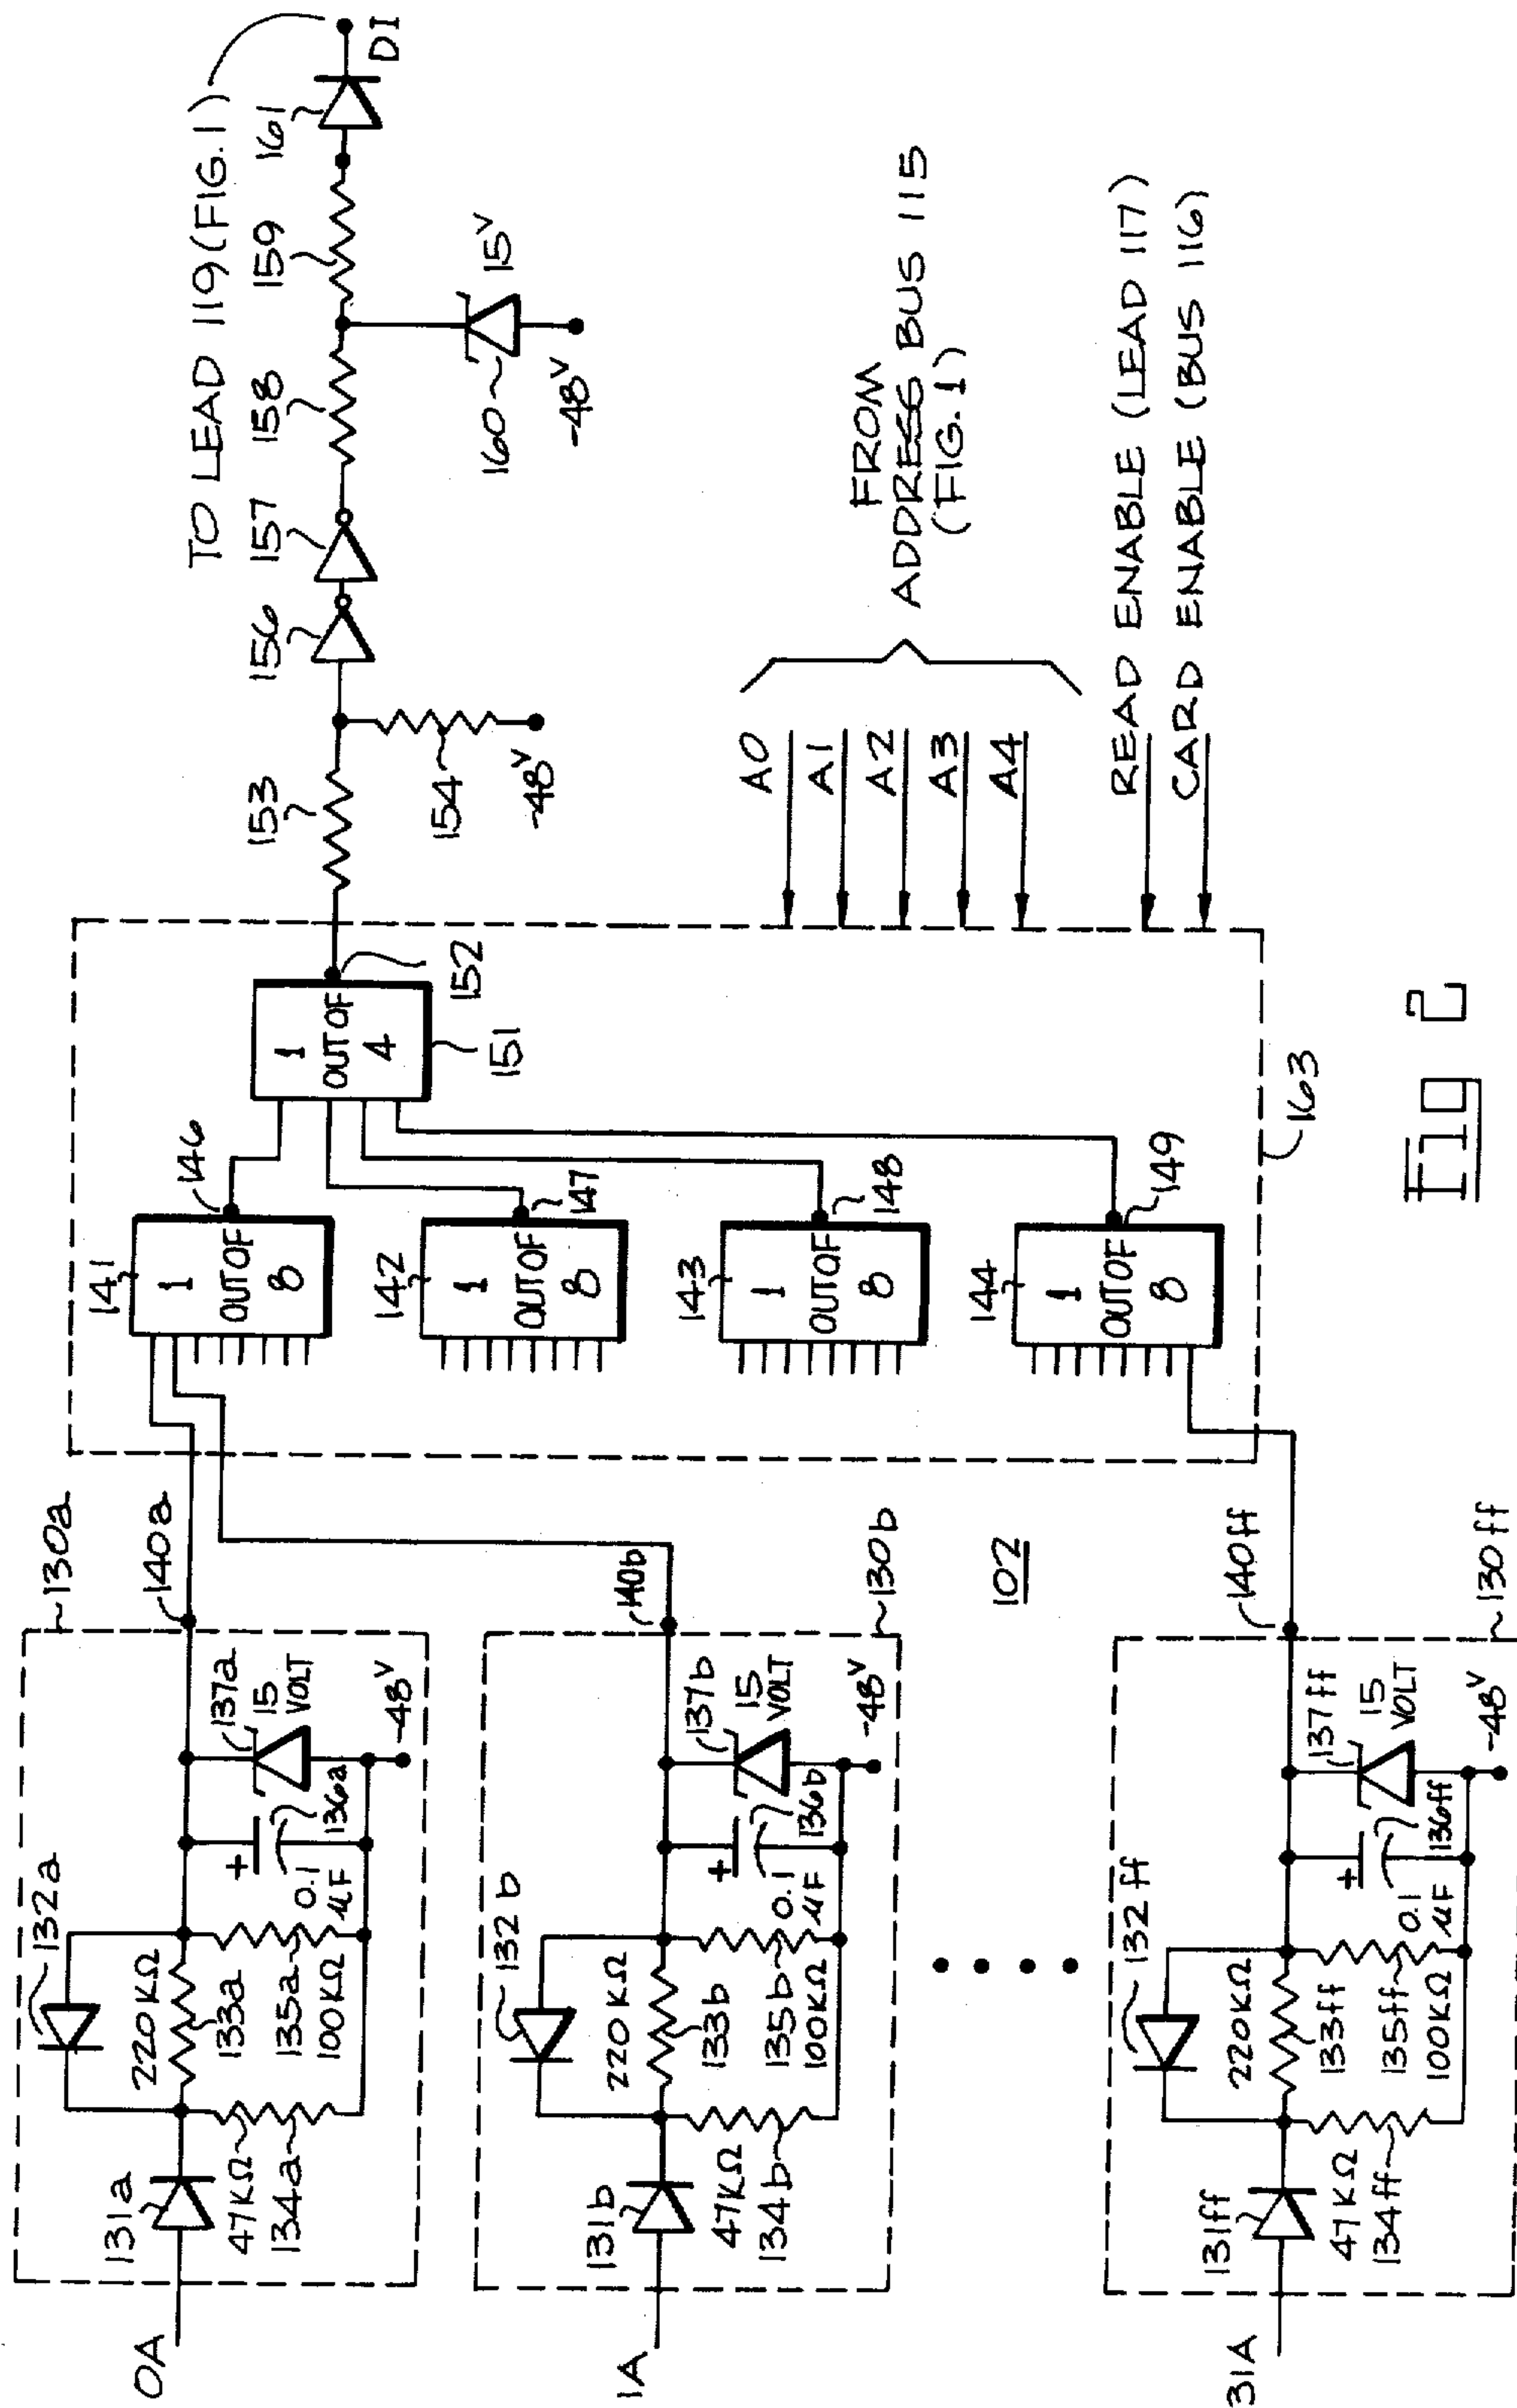 0A
131a
47KΩ
134a
132a
220KΩ
133a
135a
100KΩ
0.1
μF
+
136a
137a
15
VOLT
-48V
~130a
140a
1A
131b
47KΩ
134b
132b
220KΩ
133b
135b
100KΩ
0.1
μF
+
136b
137b
15
VOLT
-48V
~130b
140b
102
31A
131ff
47KΩ
134ff
132ff
220KΩ
133ff
135ff
100KΩ
0.1
μF
+
136ff
137ff
15
VOLT
-48V
~130ff
140ff
141
1
OUT OF
8
146
142
1
OUT OF
8
147
143
1
OUT OF
8
148
144
1
OUT OF
8
149
1
OUT OF
4
151
152
163
153
154
-48V
156
157
158
159
160
15V
-48V
161
DI
TO LEAD 119 (FIG. 1)
A0
A1
A2
A3
A4
FROM
ADDRESS BUS 115
(FIG. 1)
READ ENABLE (LEAD 117)
CARD ENABLE (BUS 116)
FIG 2